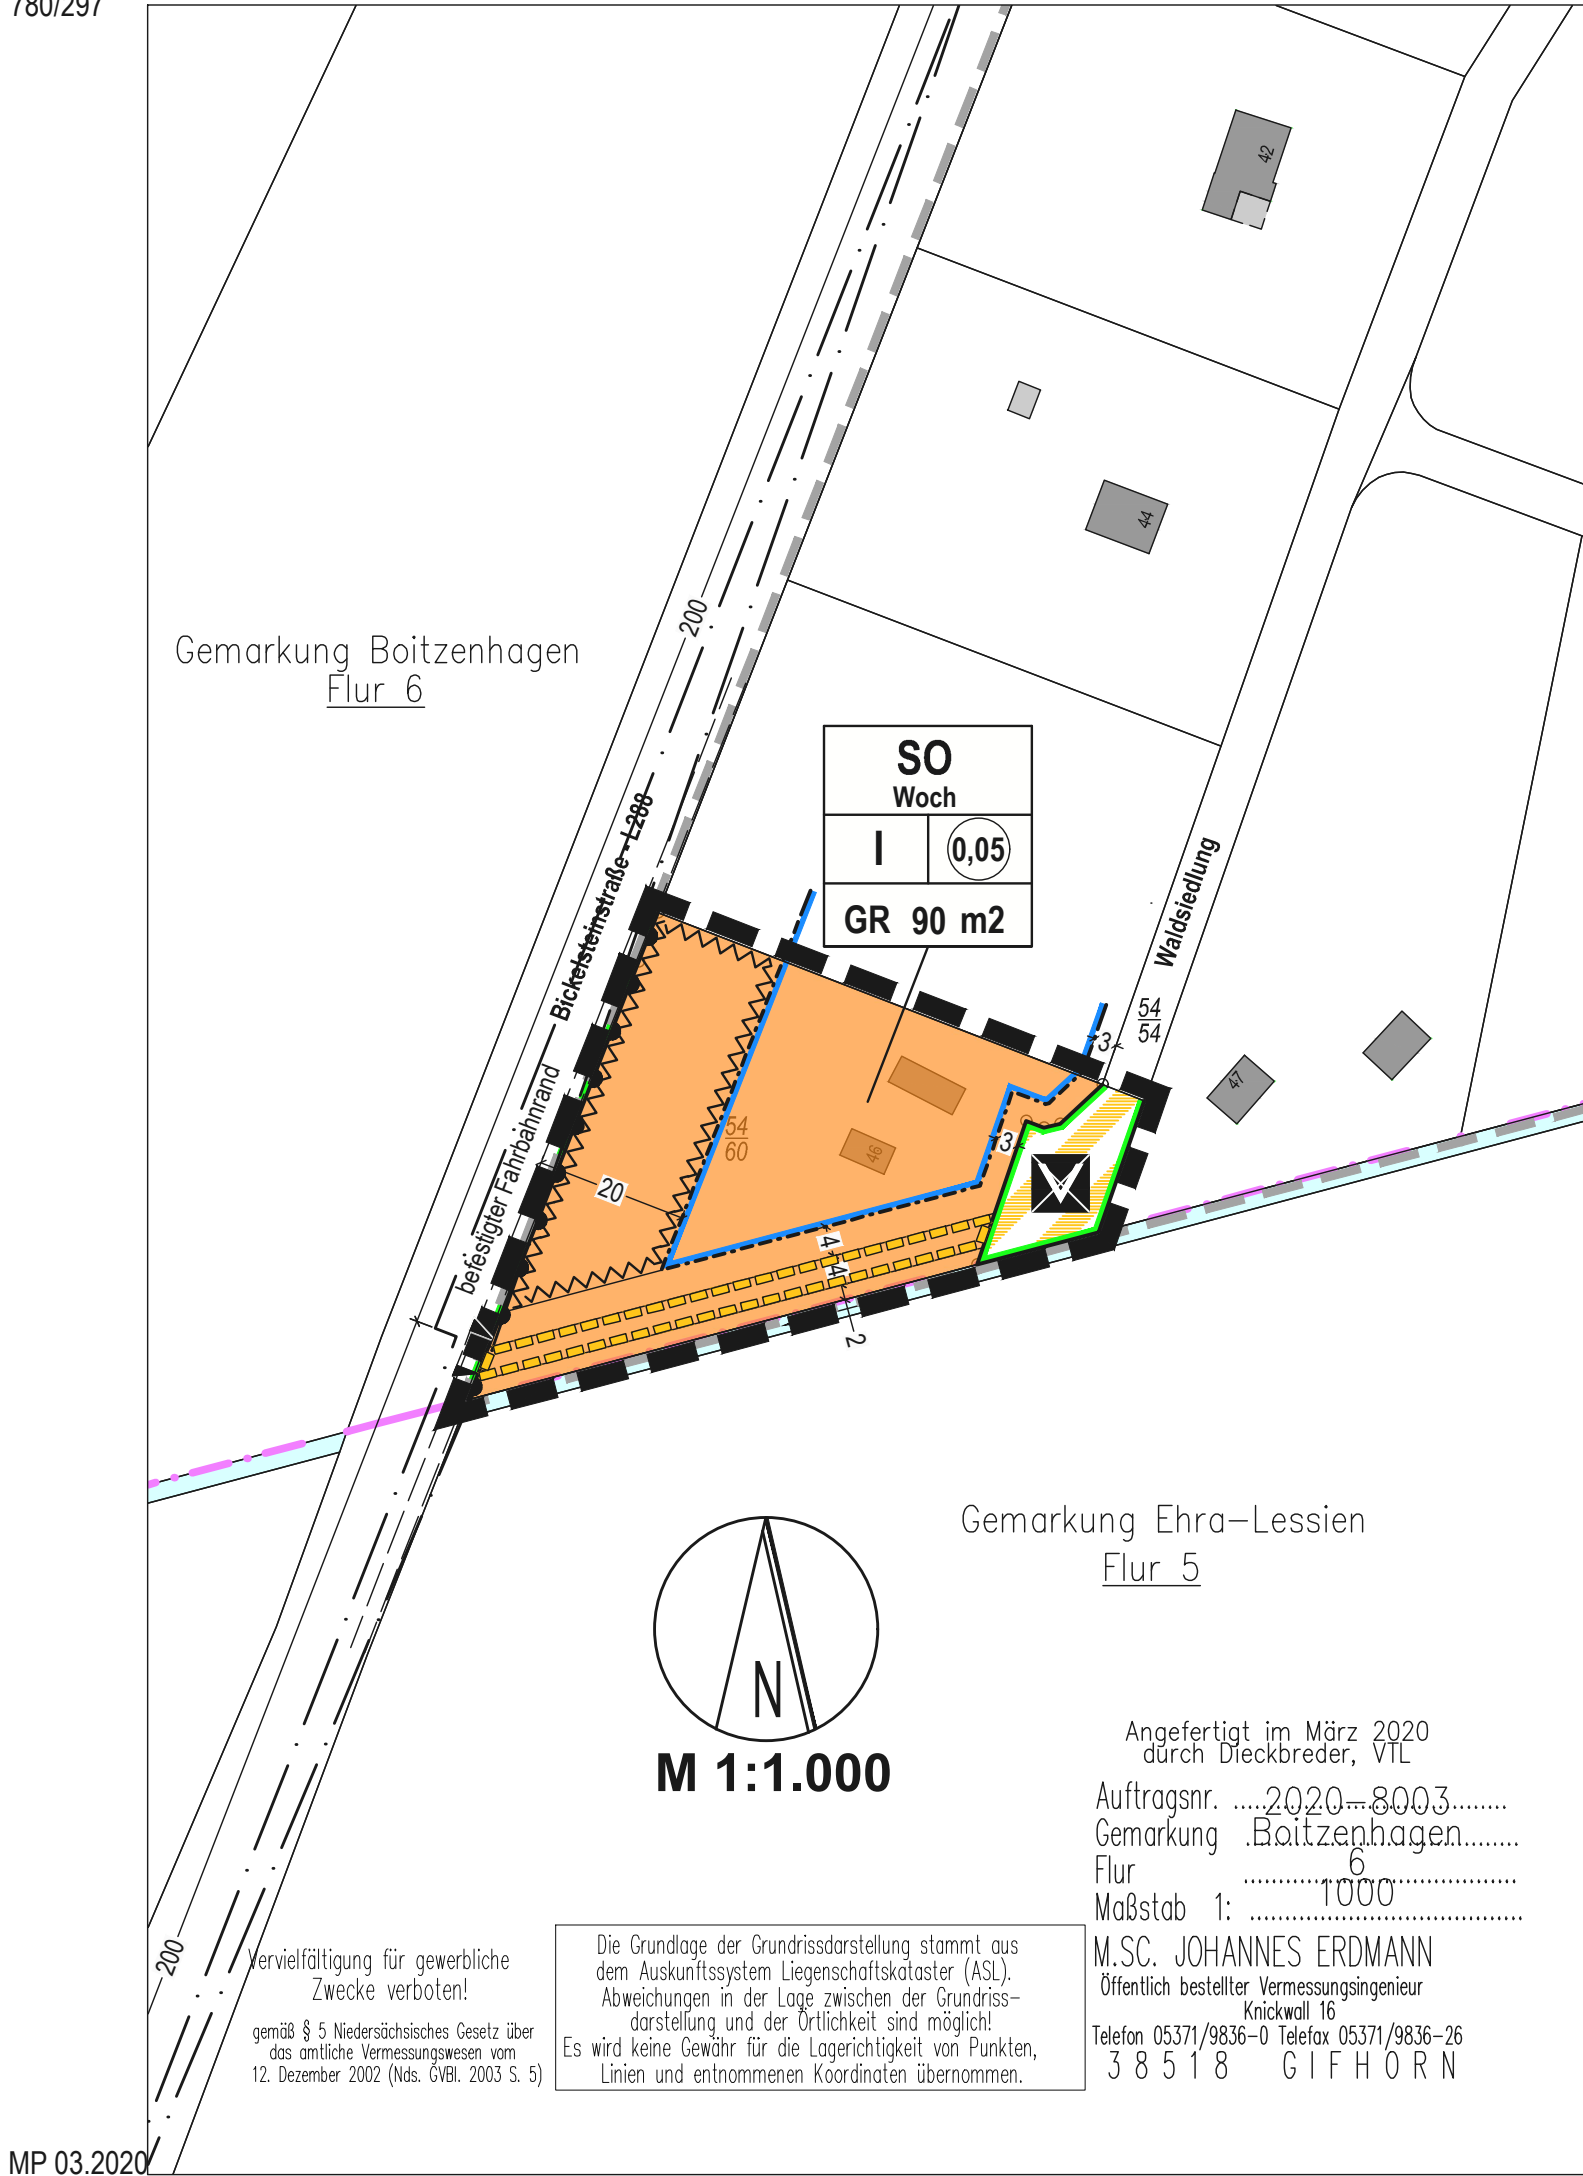 780/297
42
44
200
Gemarkung Boitzenhagen
Flur 6
SO
Woch
I 0,05
GR 90 m2
Bickelsteinstraße - L288
Waldsiedlung
befestigter Fahrbahnrand
54
54
3
47
54
60
46
3
20
4
4
2
Gemarkung Ehra-Lessien
Flur 5
N
M 1:1.000
Angefertigt im März 2020
durch Dieckbreder, VTL
Auftragsnr. 2020-8003
Gemarkung Boitzenhagen
Flur 6
Maßstab 1: 1000
M.SC. JOHANNES ERDMANN
Öffentlich bestellter Vermessungsingenieur
Knickwall 16
Telefon 05371/9836-0 Telefax 05371/9836-26
38518 GIFHORN
200
Vervielfältigung für gewerbliche
Zwecke verboten!
gemäß § 5 Niedersächsisches Gesetz über
das amtliche Vermessungswesen vom
12. Dezember 2002 (Nds. GVBl. 2003 S. 5)
Die Grundlage der Grundrissdarstellung stammt aus
dem Auskunftssystem Liegenschaftskataster (ASL).
Abweichungen in der Lage zwischen der Grundriss-
darstellung und der Örtlichkeit sind möglich!
Es wird keine Gewähr für die Lagerichtigkeit von Punkten,
Linien und entnommenen Koordinaten übernommen.
MP 03.2020